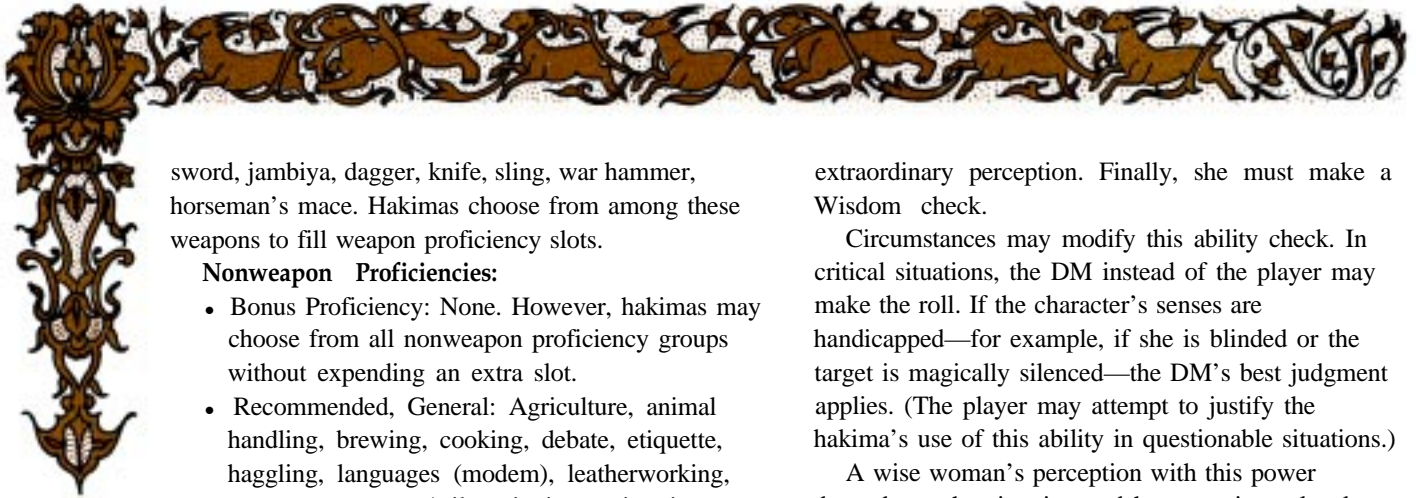 sword, jambiya, dagger, knife, sling, war hammer,
horseman's mace. Hakimas choose from among these
weapons to fill weapon proficiency slots.
Nonweapon Proficiencies:
• Bonus Proficiency: None. However, hakimas may
choose from all nonweapon proficiency groups
without expending an extra slot.
• Recommended, General: Agriculture, animal
handling, brewing, cooking, debate, etiquette,
haggling, languages (modem), leatherworking,
extraordinary perception. Finally, she must make a
Wisdom check.
Circumstances may modify this ability check. In
critical situations, the DM instead of the player may
make the roll. If the character's senses are
handicapped—for example, if she is blinded or the
target is magically silenced—the DM's best judgment
applies. (The player may attempt to justify the
hakima's use of this ability in questionable situations.)
A wise woman's perception with this power